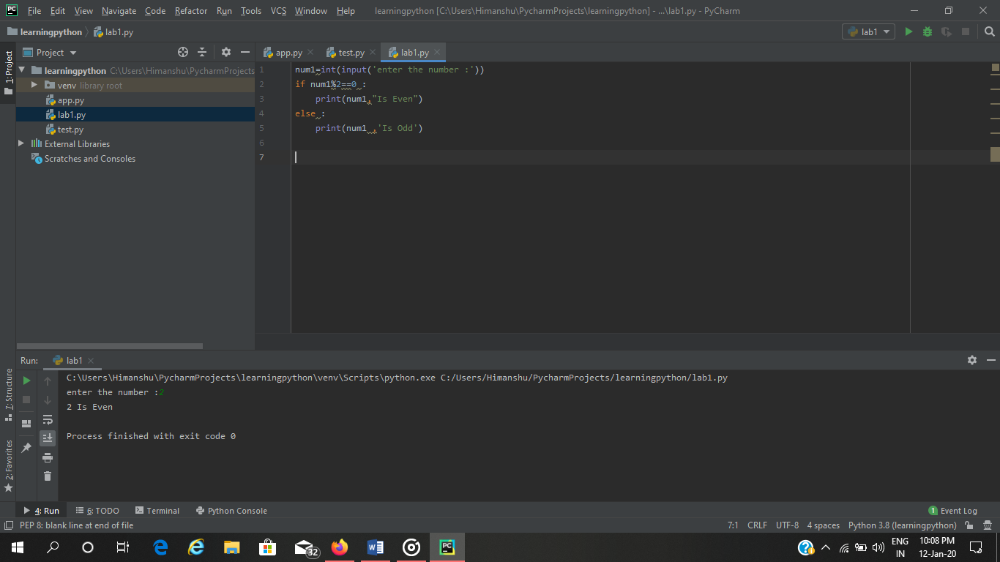 PC File Edit View Navigate Code Refactor Run Tools VCS Window Help learningpython [C:\Users\Himanshu\PycharmProjects\learningpython] - ...\lab1.py - PyCharm
learningpython lab1.py lab1
1: Project
Project app.py test.py lab1.py
learningpython C:\Users\Himanshu\PycharmProjects
venv library root
app.py
lab1.py
test.py
External Libraries
Scratches and Consoles
1 num1=int(input('enter the number :'))
2 if num1%2==0 :
3     print(num1,"Is Even")
4 else :
5     print(num1 ,'Is Odd')
6
7
Run: lab1
7: Structure
2: Favorites
C:\Users\Himanshu\PycharmProjects\learningpython\venv\Scripts\python.exe C:/Users/Himanshu/PycharmProjects/learningpython/lab1.py
enter the number :2
2 Is Even
Process finished with exit code 0
4: Run 6: TODO Terminal Python Console 1 Event Log
PEP 8: blank line at end of file 7:1 CRLF UTF-8 4 spaces Python 3.8 (learningpython)
32 W PC ENG 10:08 PM
IN 12-Jan-20